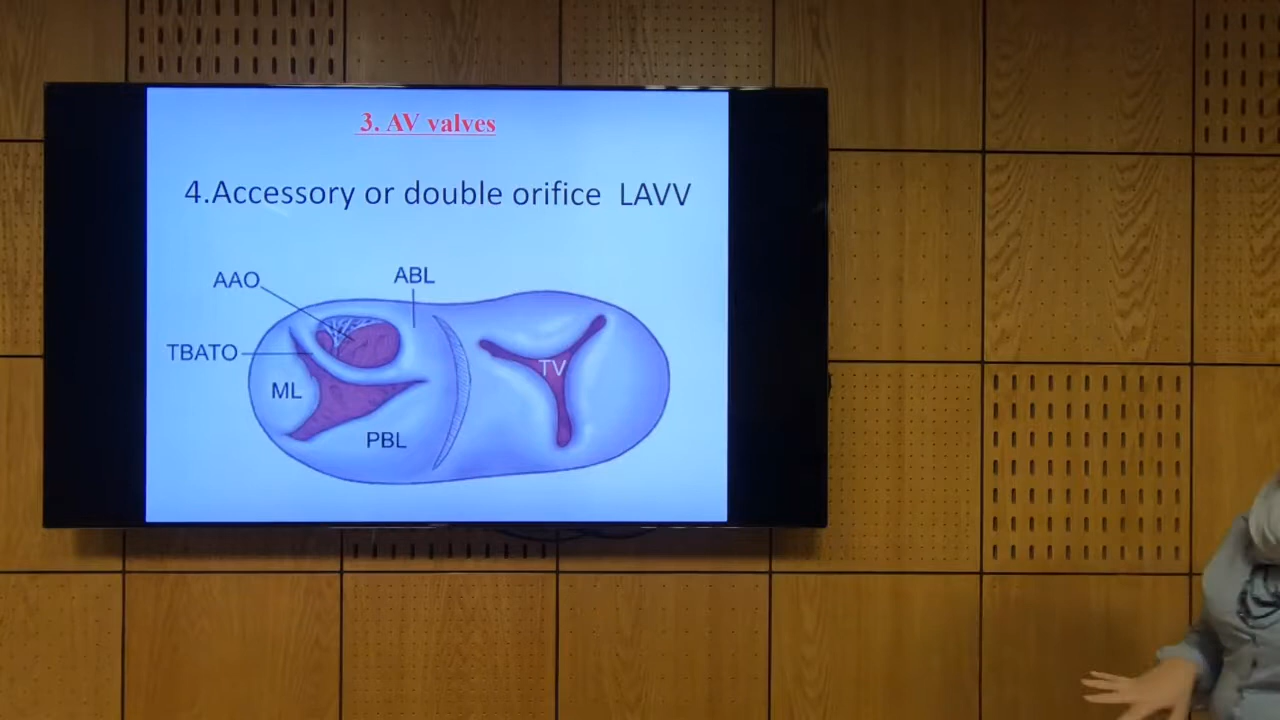 3. AV valves
4.Accessory or double orifice LAVV
AAO
ABL
TBATO
TV
ML
PBL